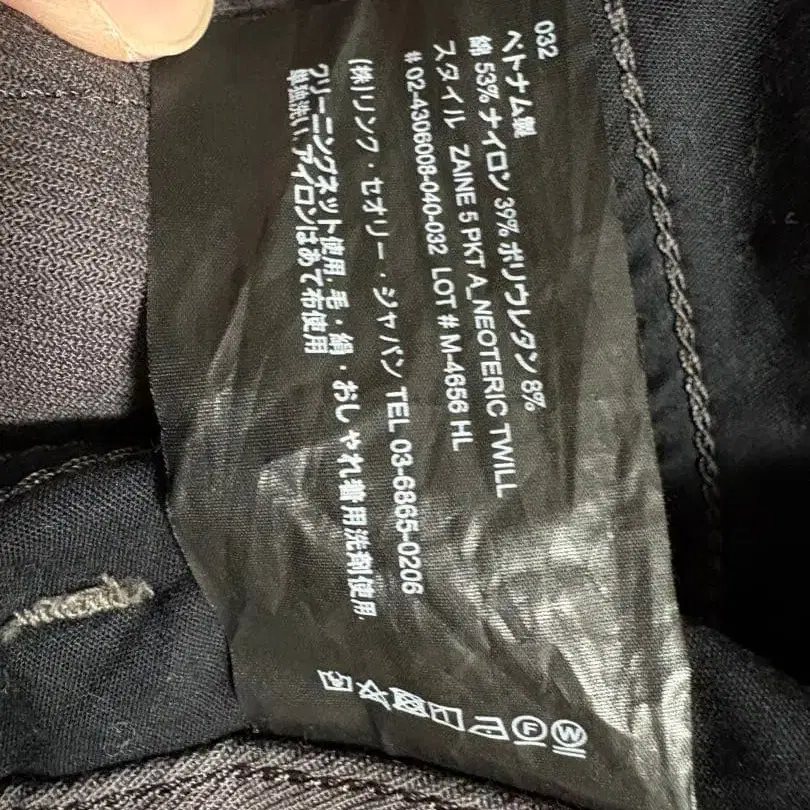 032
ベトナム製
綿 53% ナイロン 39% ポリウレタン 8%
スタイル ZAINE 5 PKT A_NEOTERIC TWILL
# 02-4306008-040-032 LOT # M-4656 HL
(株)リンク・セオリー・ジャパン TEL 03-6865-0206
クリーニングネット使用. 毛・絹・おしゃれ着用洗剤使用.
単独洗い. アイロンはあて布使用
W
F